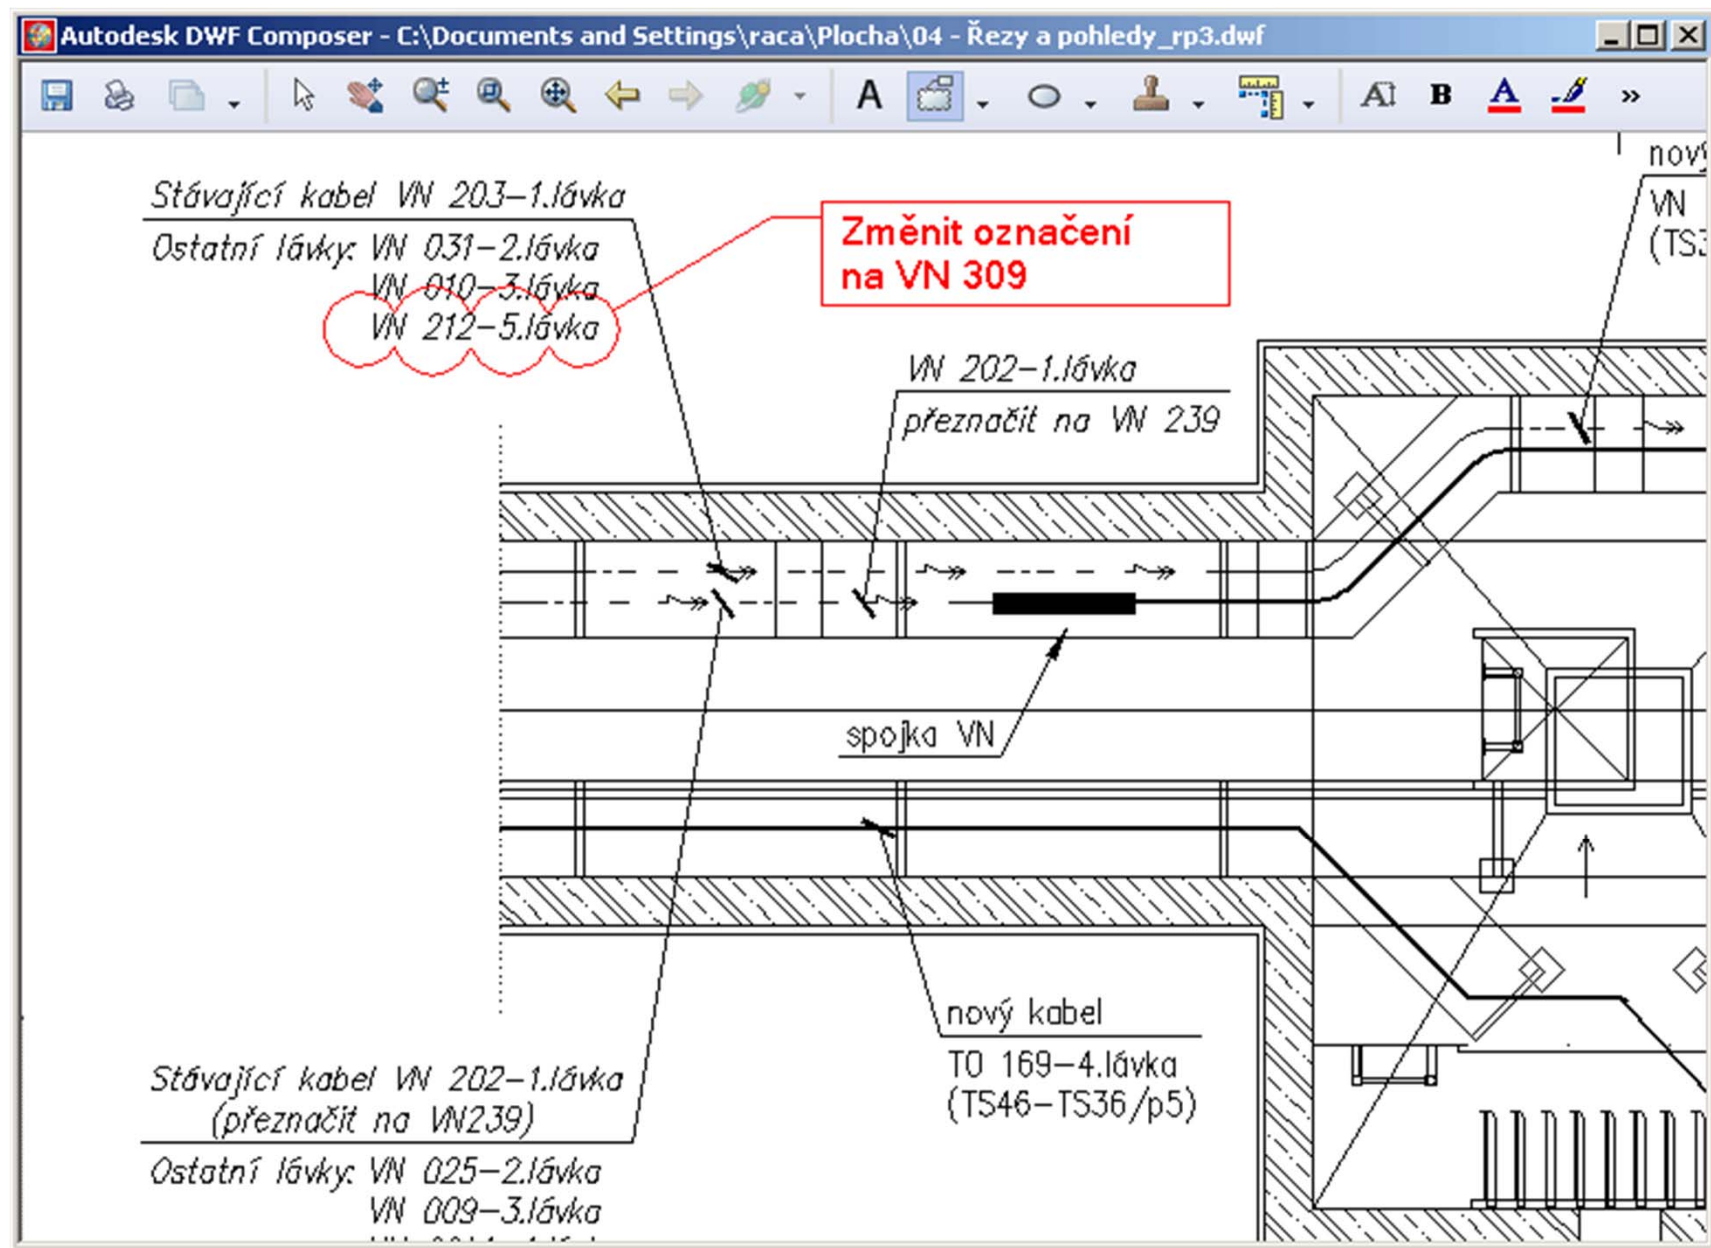 Autodesk DWF Composer - C:\Documents and Settings\raca\Plocha\04 - Řezy a pohledy_rp3.dwf
A B A »
Stávající kabel VN 203-1.lávka
Ostatní lávky: VN 031-2.lávka
VN 010-3.lávka
VN 212-5.lávka
Změnit označení
na VN 309
nový
VN
(TS3
VN 202-1.lávka
přeznačit na VN 239
spojka VN
nový kabel
TO 169-4.lávka
(TS46-TS36/p5)
Stávající kabel VN 202-1.lávka
(přeznačit na VN239)
Ostatní lávky: VN 025-2.lávka
VN 009-3.lávka